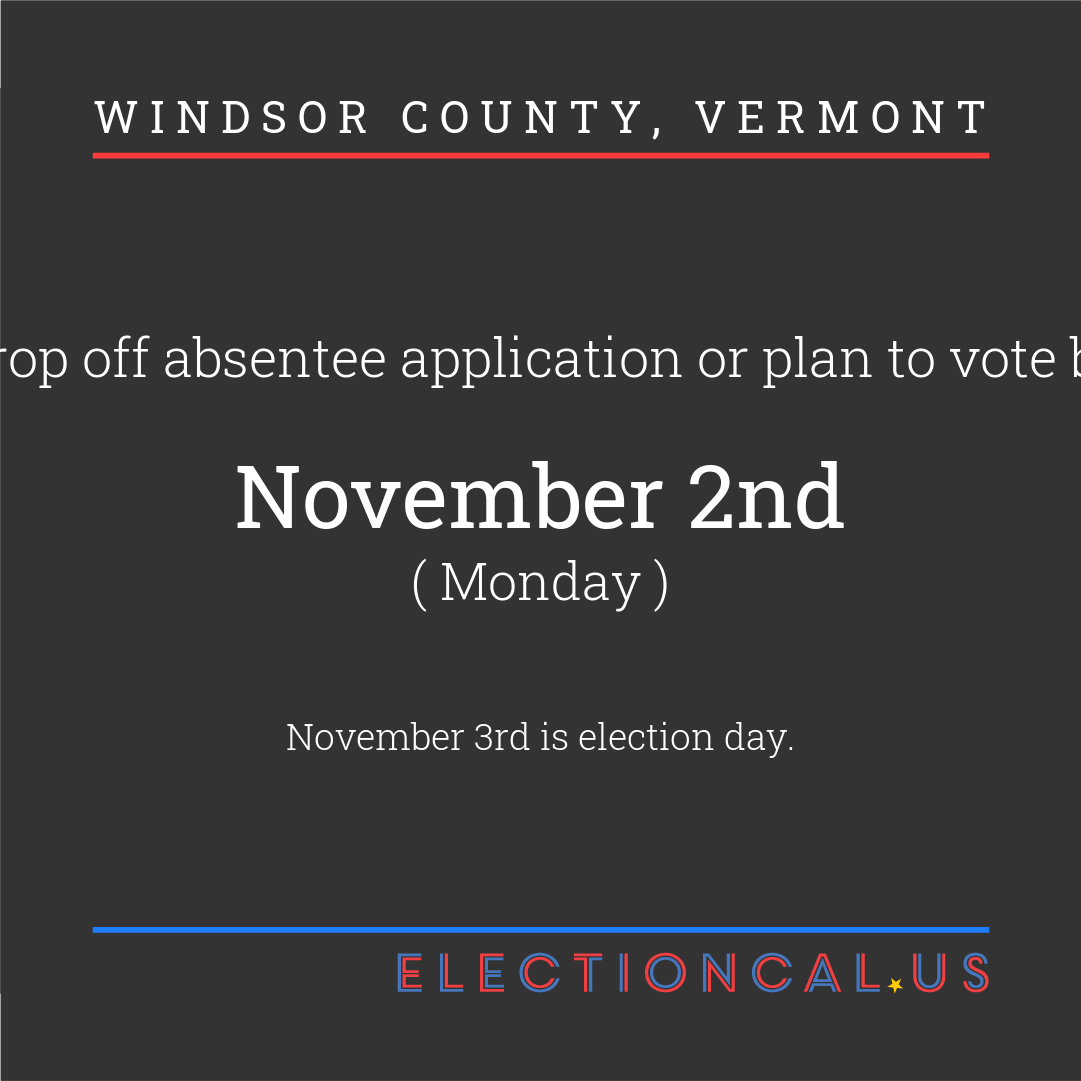 WINDSOR COUNTY, VERMONT
rop off absentee application or plan to vote b
November 2nd
( Monday )
November 3rd is election day.
ELECTIONCAL.US